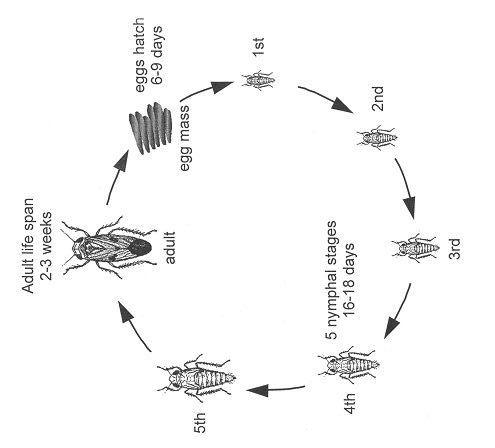 Adult life span
2-3 weeks
adult
eggs hatch
6-9 days
egg mass
1st
2nd
3rd
5 nymphal stages
16-18 days
4th
5th